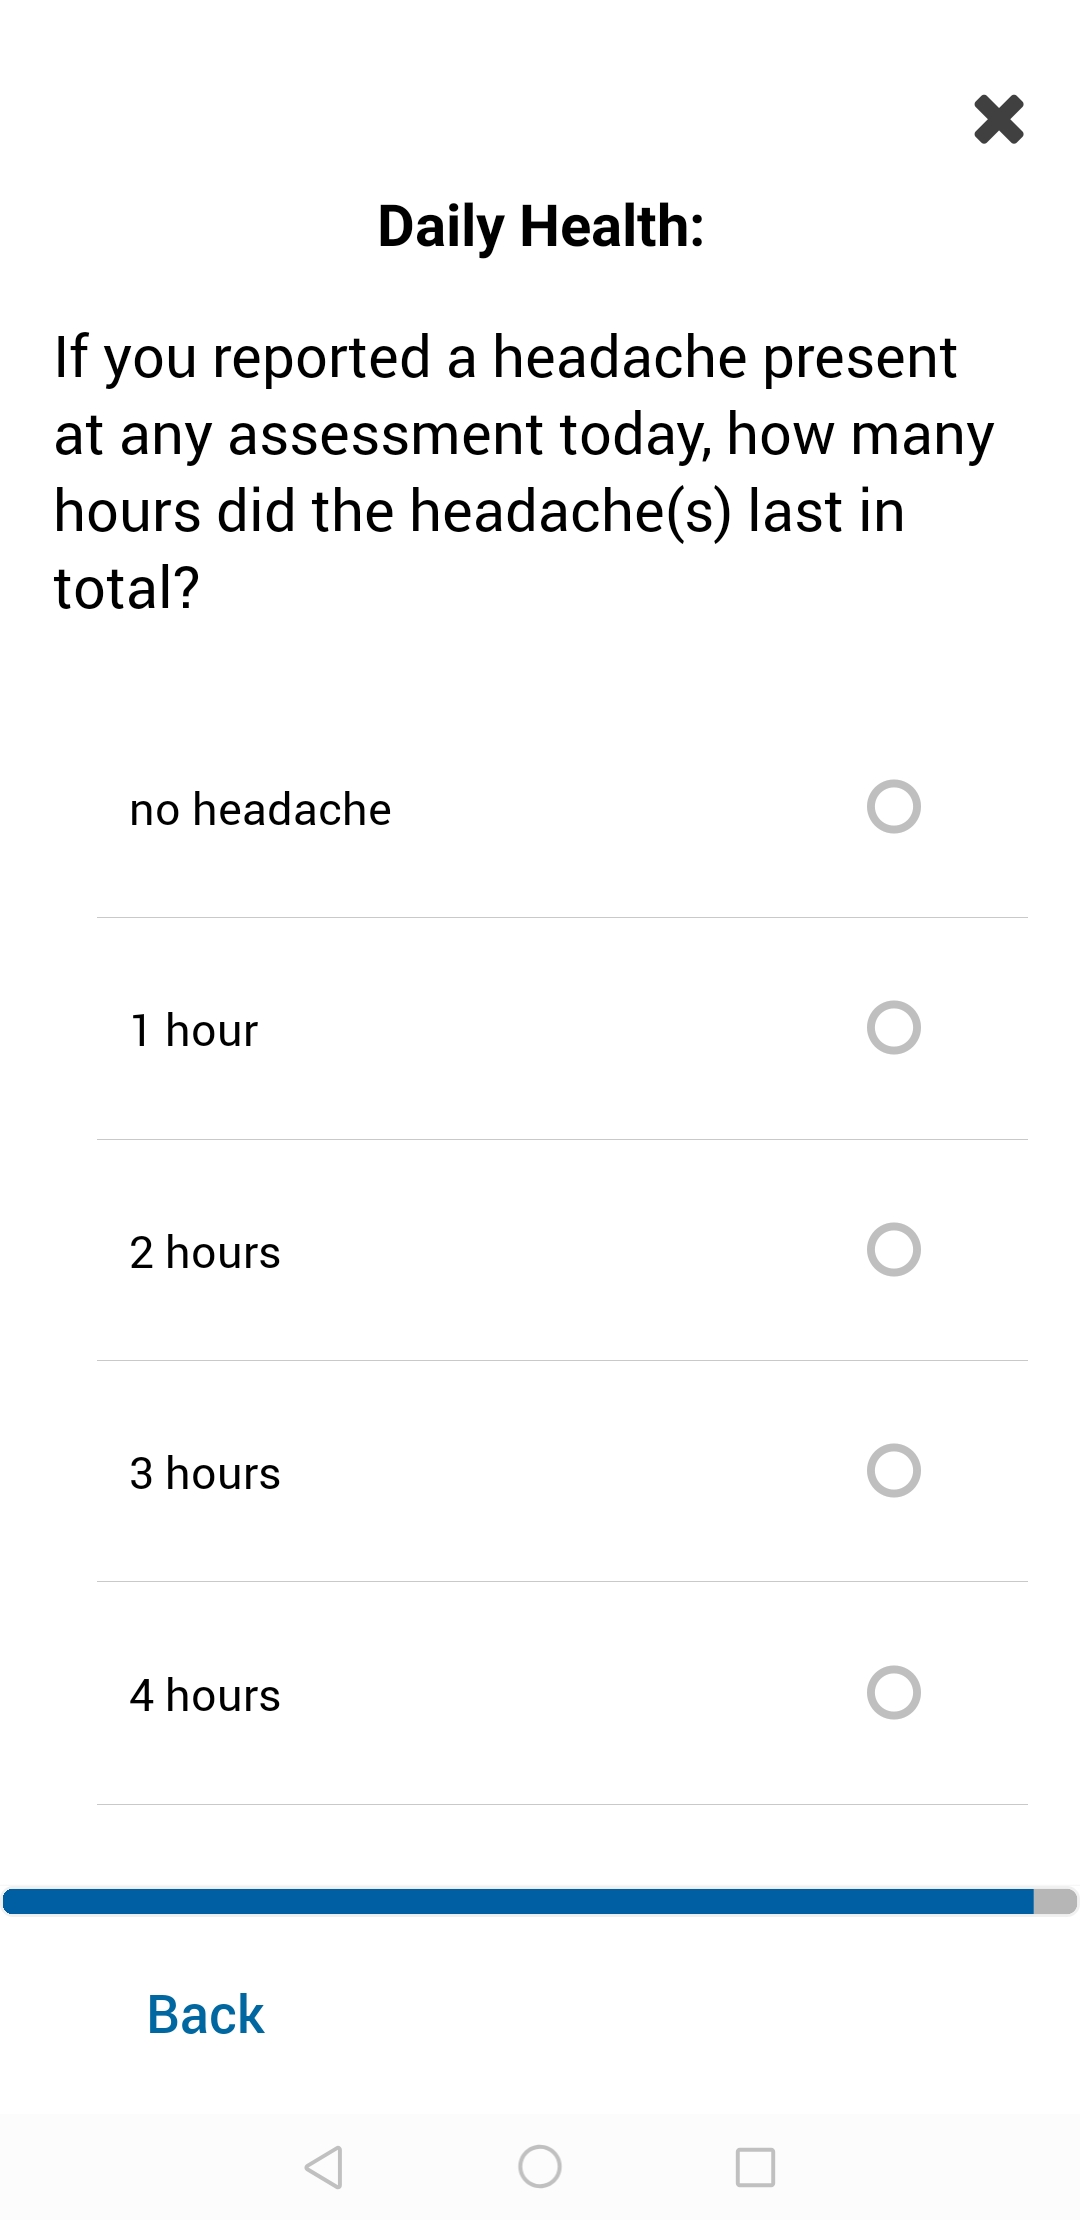 Daily Health:
If you reported a headache present
at any assessment today, how many
hours did the headache(s) last in
total?
no headache
1 hour
2 hours
3 hours
4 hours
Back